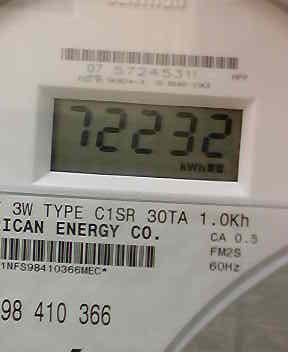 07 57245311
72232
kWh
3W TYPE C1SR 30TA 1.0Kh
ICAN ENERGY CO.
CA 0.5
FM2S
1NFS98410366MEC*
60Hz
98 410 366